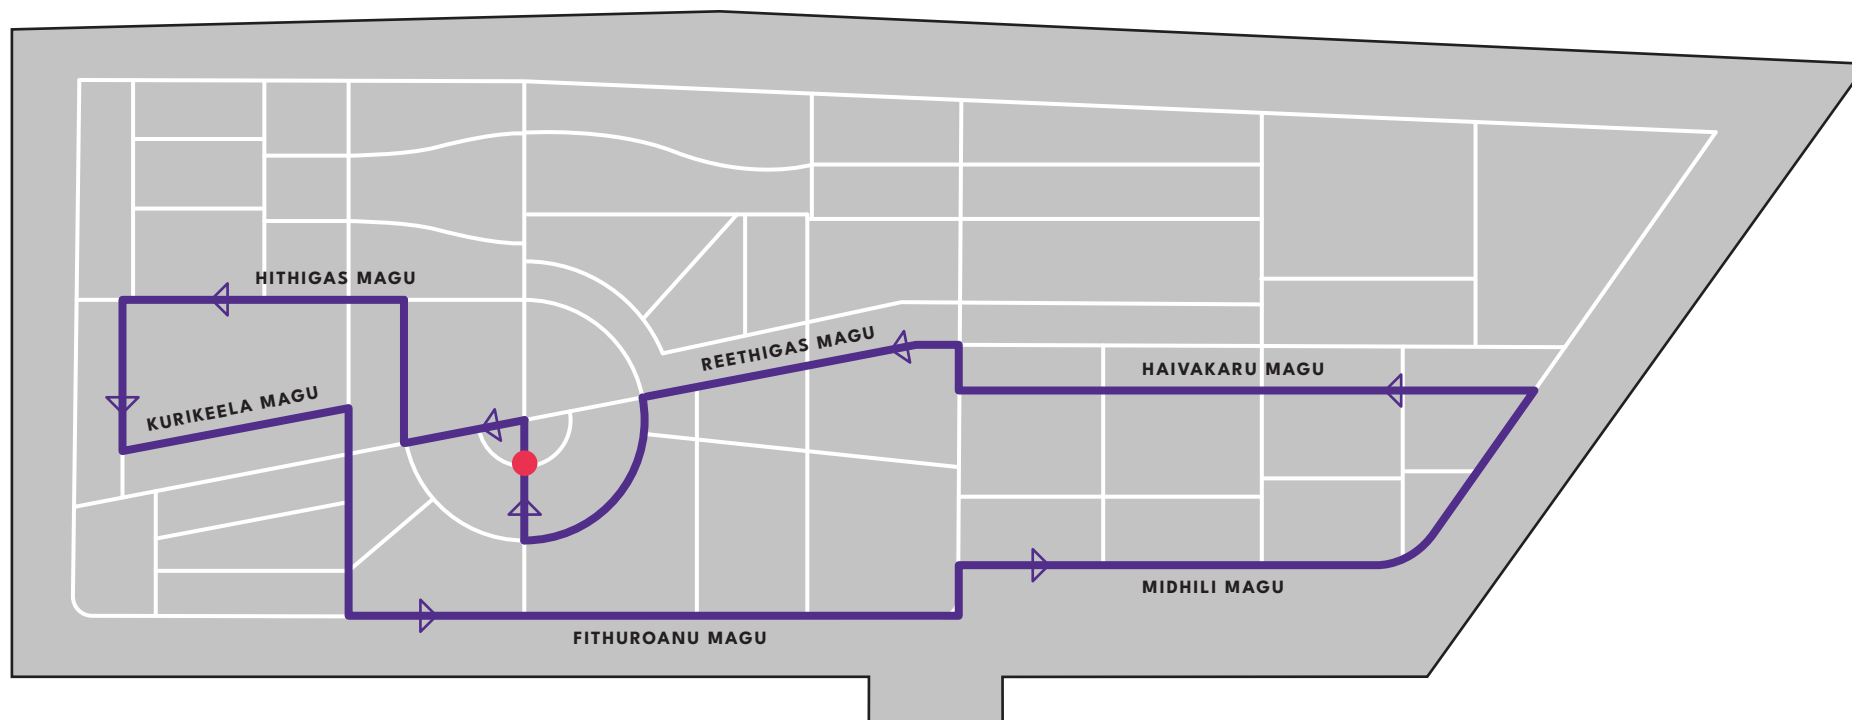 HITHIGAS MAGU
REETHIGAS MAGU
HAIVAKARU MAGU
KURIKEELA MAGU
MIDHILI MAGU
FITHUROANU MAGU